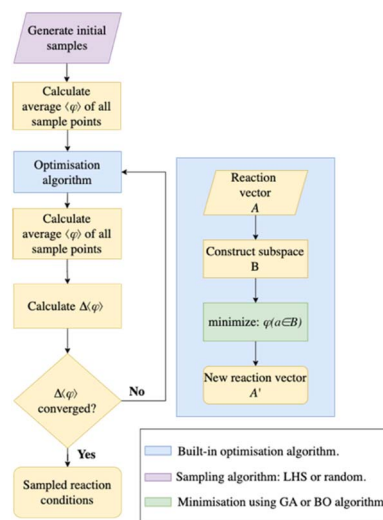 Generate initial
samples
Calculate
average ⟨φ⟩ of all
sample points
Optimisation
algorithm
Calculate
average ⟨φ⟩ of all
sample points
Calculate Δ⟨φ⟩
Δ⟨φ⟩
converged?
No
Yes
Sampled reaction
conditions
Reaction
vector
A
Construct subspace
B
minimize: φ(a∈B)
New reaction vector
A'
Built-in optimisation algorithm.
Sampling algorithm: LHS or random.
Minimisation using GA or BO algorithm